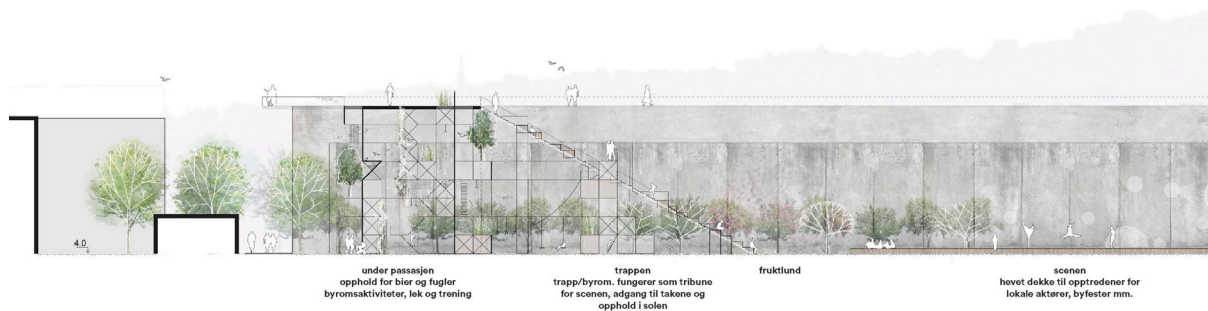 4.0
under passasjen
opphold for bier og fugler
byromsaktiviteter, lek og trening
trappen
trapp/byrom. fungerer som tribune
for scenen, adgang til takene og
opphold i solen
fruktlund
scenen
hevet dekke til opptredener for
lokale aktører, byfester mm.